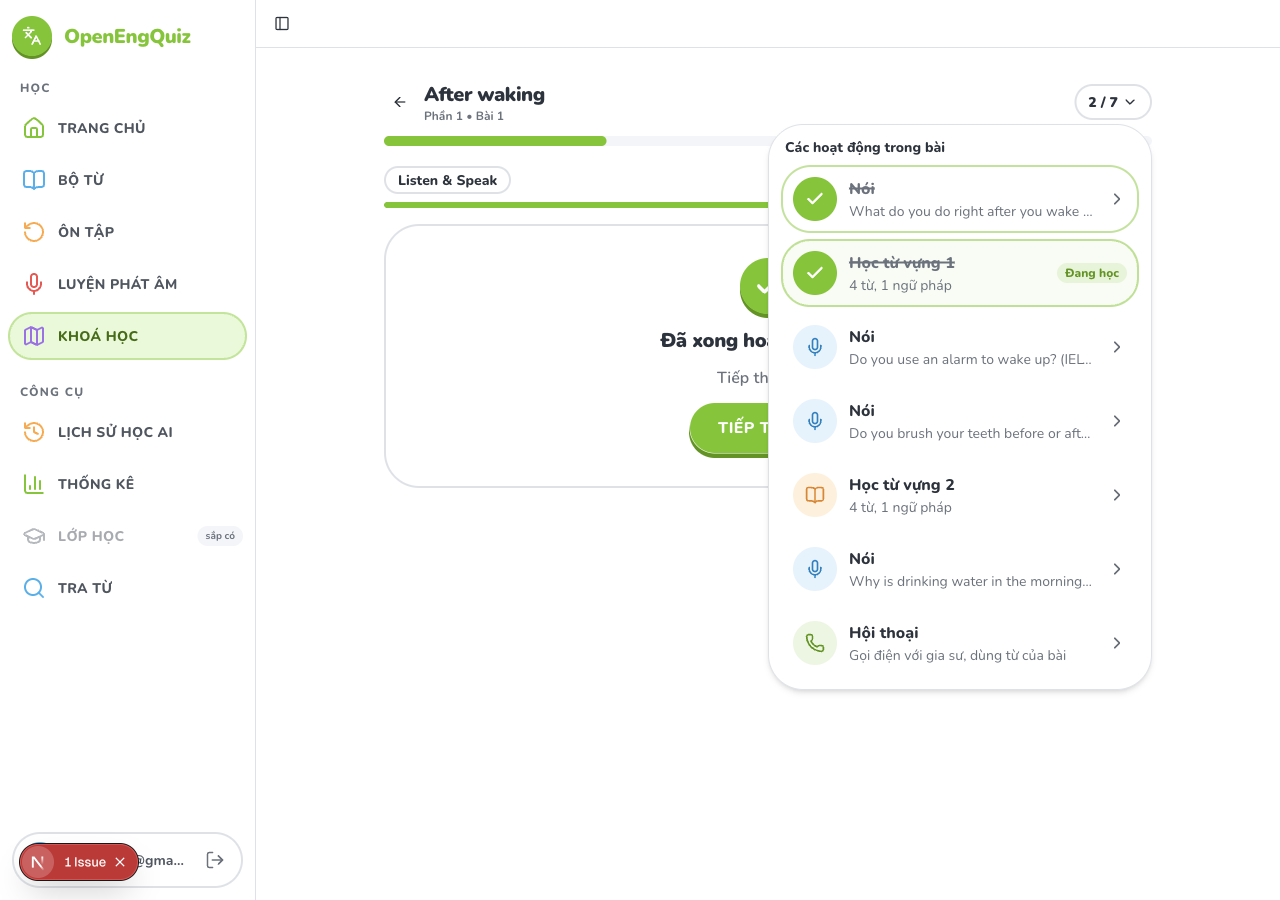 OpenEngQuiz
HỌC
TRANG CHỦ
BỘ TỪ
ÔN TẬP
LUYỆN PHÁT ÂM
KHOÁ HỌC
CÔNG CỤ
LỊCH SỬ HỌC AI
THỐNG KÊ
LỚP HỌC
sắp có
TRA TỪ
@gma...
1 Issue
After waking
Phần 1 • Bài 1
2 / 7
Listen & Speak
Đã xong
Tiếp
TIẾP
Các hoạt động trong bài
Nói
What do you do right after you wake ...
Học từ vựng 1
4 từ, 1 ngữ pháp
Đang học
Nói
Do you use an alarm to wake up? (IEL...
Nói
Do you brush your teeth before or aft...
Học từ vựng 2
4 từ, 1 ngữ pháp
Nói
Why is drinking water in the morning...
Hội thoại
Gọi điện với gia sư, dùng từ của bài